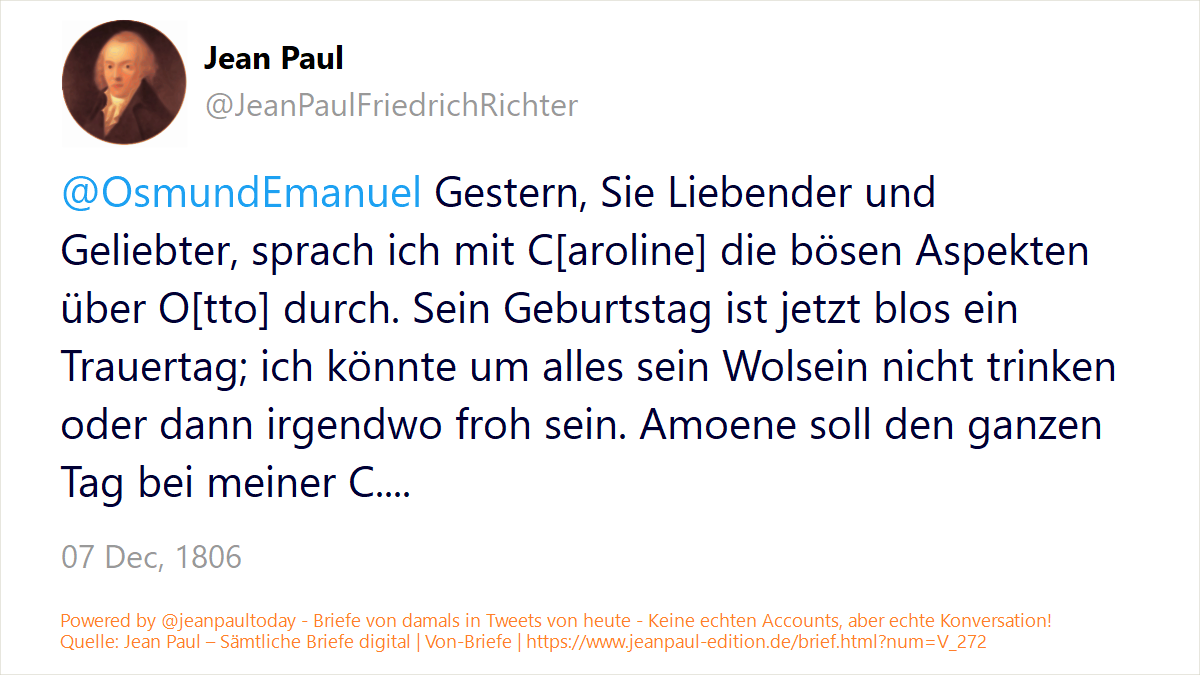 Jean Paul
@JeanPaulFriedrichRichter
@OsmundEmanuel Gestern, Sie Liebender und
Geliebter, sprach ich mit C[aroline] die bösen Aspekten
über O[tto] durch. Sein Geburtstag ist jetzt blos ein
Trauertag; ich könnte um alles sein Wolsein nicht trinken
oder dann irgendwo froh sein. Amoene soll den ganzen
Tag bei meiner C....
07 Dec, 1806
Powered by @jeanpaultoday - Briefe von damals in Tweets von heute - Keine echten Accounts, aber echte Konversation!
Quelle: Jean Paul – Sämtliche Briefe digital | Von-Briefe | https://www.jeanpaul-edition.de/brief.html?num=V_272